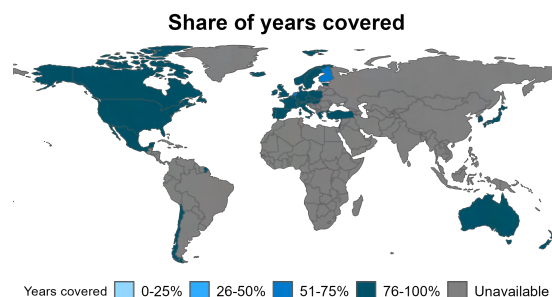 Share of years covered
Years covered 0-25% 26-50% 51-75% 76-100% Unavailable